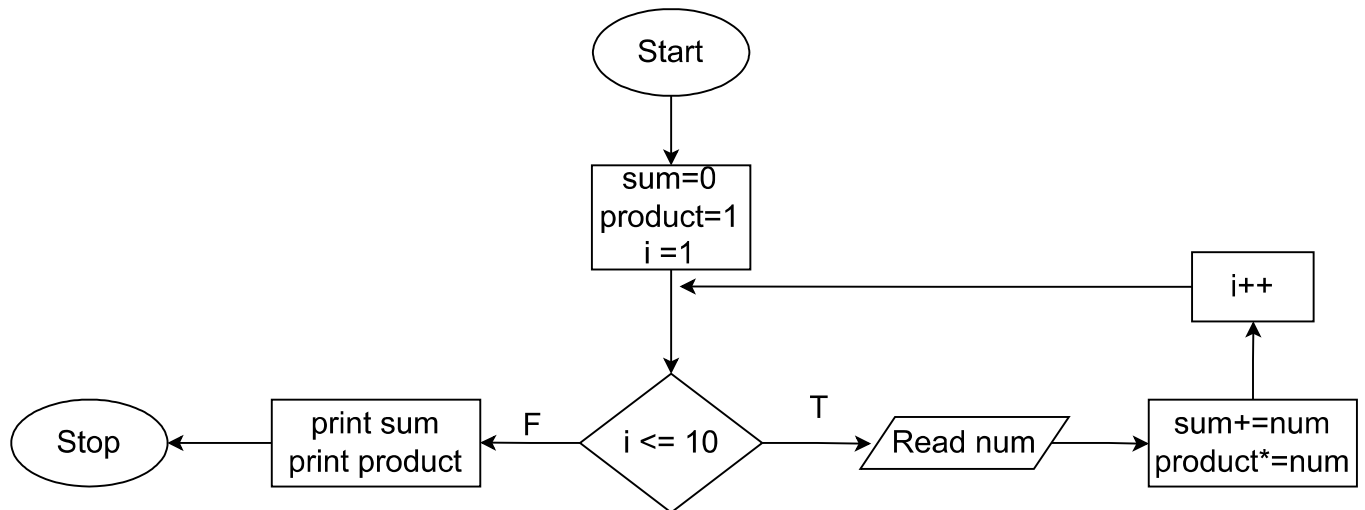 Start
sum=0
product=1
i =1
i++
Stop
print sum
print product
F
i <= 10
T
Read num
sum+=num
product*=num